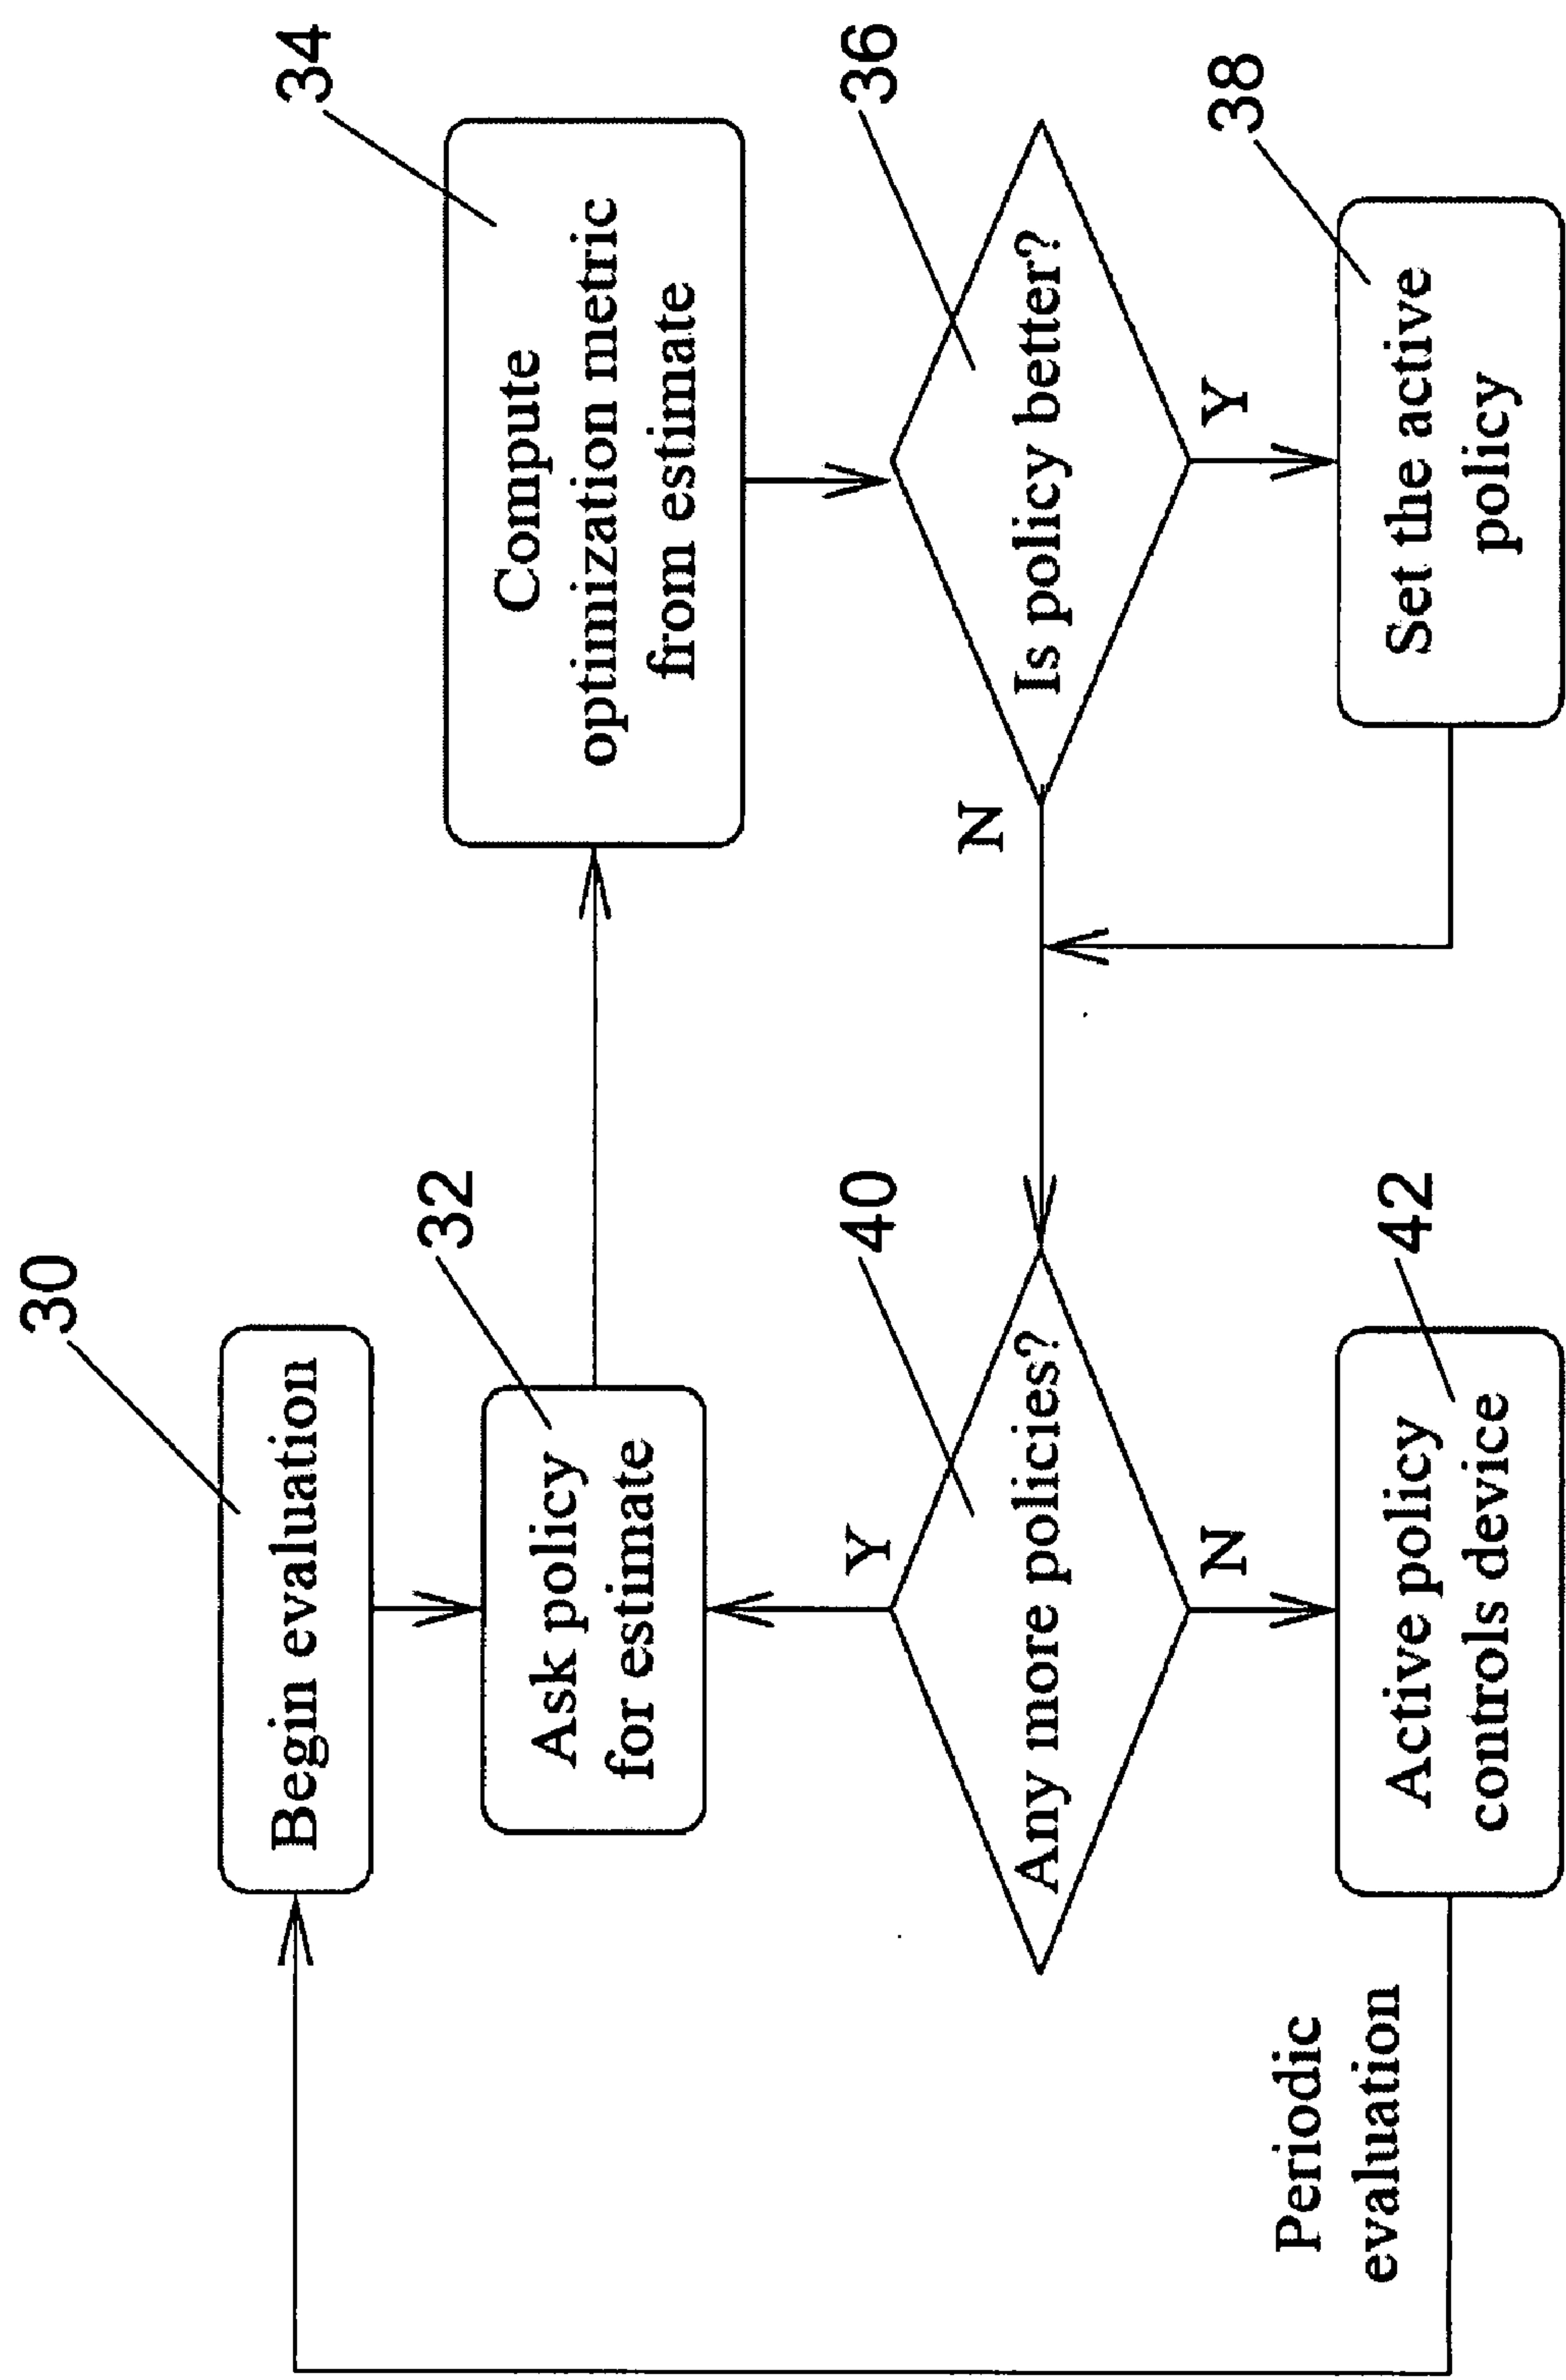 30
Begin evaluation
32
Ask policy
for estimate
34
Compute
optimization metric
from estimate
36
Is policy better?
N
Y
38
Set the active
policy
40
Any more policies?
Y
N
42
Active policy
controls device
Periodic
evaluation